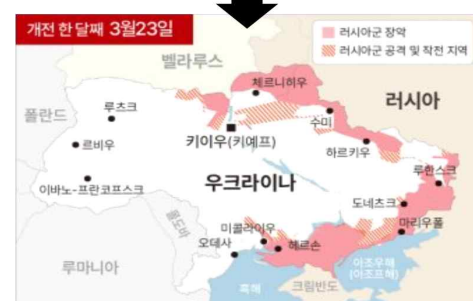 개전 한 달째 3월23일
러시아군 장악
러시아군 공격 및 작전 지역
벨라루스
체르니히우
러시아
폴란드
루츠크
수미
키이우(키예프)
르비우
하르키우
루한스크
우크라이나
이바노-프란코프스크
도네츠크
몰도바
미콜라이우
마리우폴
오데사
헤르손
아조우해
(아조프해)
루마니아
흑해
크림반도